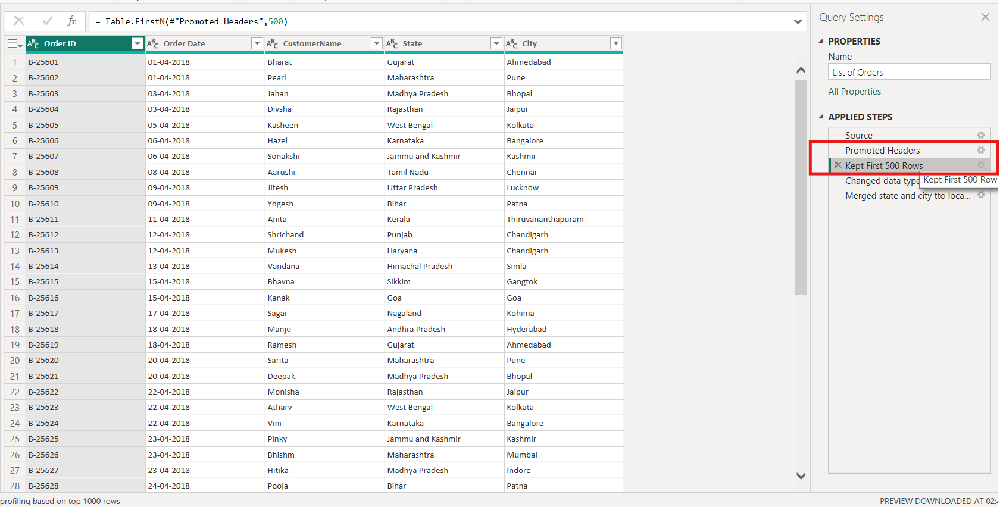 fx = Table.FirstN(#"Promoted Headers",500)
Query Settings
PROPERTIES
Name
List of Orders
All Properties
APPLIED STEPS
Source
Promoted Headers
Kept First 500 Rows
Changed data type
Kept First 500 Row
Merged state and city tto loca...
ABC Order ID ABC Order Date ABC CustomerName ABC State ABC City
1 B-25601 01-04-2018 Bharat Gujarat Ahmedabad
2 B-25602 01-04-2018 Pearl Maharashtra Pune
3 B-25603 03-04-2018 Jahan Madhya Pradesh Bhopal
4 B-25604 03-04-2018 Divsha Rajasthan Jaipur
5 B-25605 05-04-2018 Kasheen West Bengal Kolkata
6 B-25606 06-04-2018 Hazel Karnataka Bangalore
7 B-25607 06-04-2018 Sonakshi Jammu and Kashmir Kashmir
8 B-25608 08-04-2018 Aarushi Tamil Nadu Chennai
9 B-25609 09-04-2018 Jitesh Uttar Pradesh Lucknow
10 B-25610 09-04-2018 Yogesh Bihar Patna
11 B-25611 11-04-2018 Anita Kerala Thiruvananthapuram
12 B-25612 12-04-2018 Shrichand Punjab Chandigarh
13 B-25613 12-04-2018 Mukesh Haryana Chandigarh
14 B-25614 13-04-2018 Vandana Himachal Pradesh Simla
15 B-25615 15-04-2018 Bhavna Sikkim Gangtok
16 B-25616 15-04-2018 Kanak Goa Goa
17 B-25617 17-04-2018 Sagar Nagaland Kohima
18 B-25618 18-04-2018 Manju Andhra Pradesh Hyderabad
19 B-25619 18-04-2018 Ramesh Gujarat Ahmedabad
20 B-25620 20-04-2018 Sarita Maharashtra Pune
21 B-25621 20-04-2018 Deepak Madhya Pradesh Bhopal
22 B-25622 22-04-2018 Monisha Rajasthan Jaipur
23 B-25623 22-04-2018 Atharv West Bengal Kolkata
24 B-25624 22-04-2018 Vini Karnataka Bangalore
25 B-25625 23-04-2018 Pinky Jammu and Kashmir Kashmir
26 B-25626 23-04-2018 Bhishm Maharashtra Mumbai
27 B-25627 23-04-2018 Hitika Madhya Pradesh Indore
28 B-25628 24-04-2018 Pooja Bihar Patna
profiling based on top 1000 rows
PREVIEW DOWNLOADED AT 02: